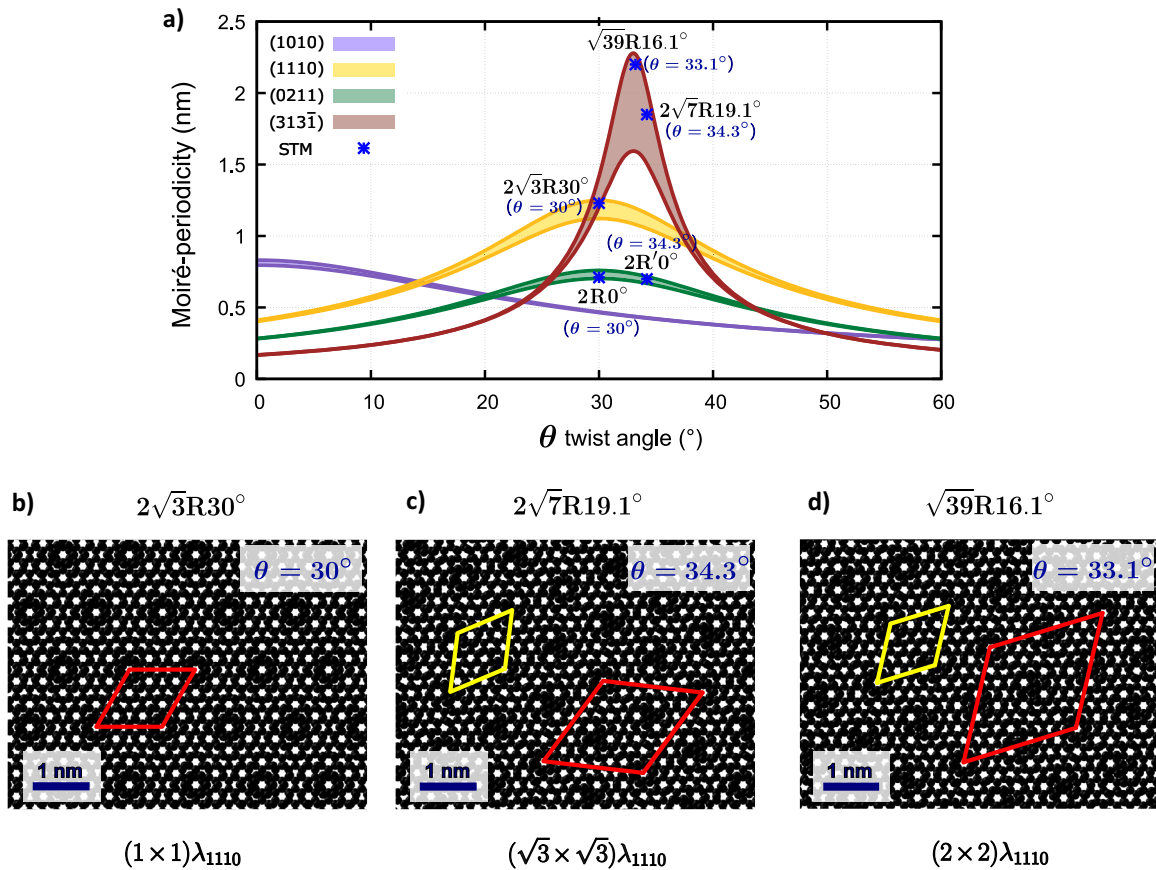 a)
2.5
2
1.5
1
0.5
0
Moiré-periodicity (nm)
(1010)
(1110)
(0211)
(3131̅)
STM
√39R16.1°
(θ = 33.1°)
2√7R19.1°
(θ = 34.3°)
2√3R30°
(θ = 30°)
(θ = 34.3°)
2R′0°
2R0°
(θ = 30°)
0 10 20 30 40 50 60
θ twist angle (°)
b) 2√3R30°
θ = 30°
1 nm
(1 × 1)λ₁₁₁₀
c) 2√7R19.1°
θ = 34.3°
1 nm
(√3 × √3)λ₁₁₁₀
d) √39R16.1°
θ = 33.1°
1 nm
(2 × 2)λ₁₁₁₀